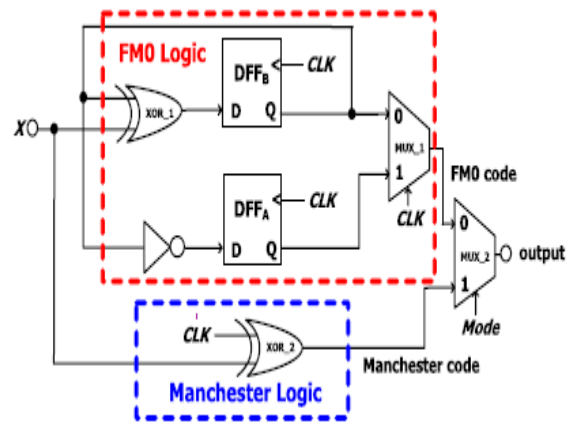 FM0 Logic
CLK
DFFB
D Q
XOR_1
X
0
MUX_1
1
CLK
FM0 code
CLK
DFFA
D Q
0
MUX_2
1
output
Mode
CLK
XOR_2
Manchester code
Manchester Logic